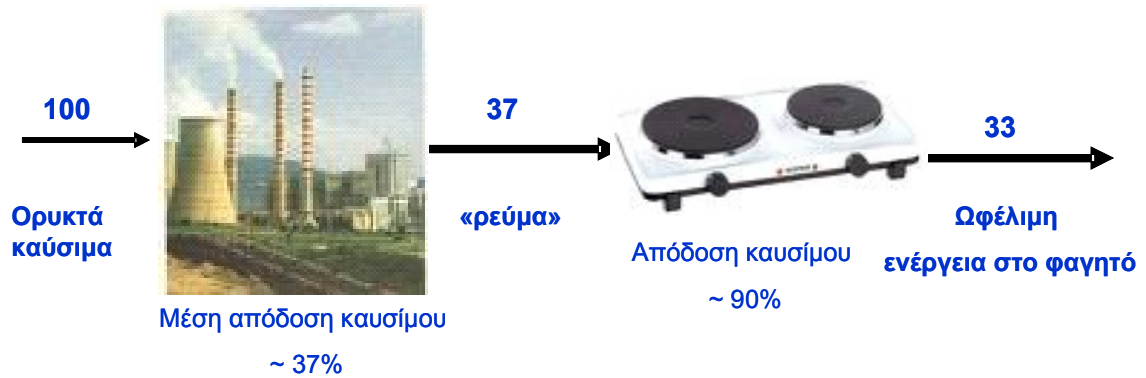 100
37
33
Ορυκτά
καύσιμα
«ρεύμα»
Ωφέλιμη
ενέργεια στο φαγητό
Μέση απόδοση καυσίμου
~ 37%
Απόδοση καυσίμου
~ 90%